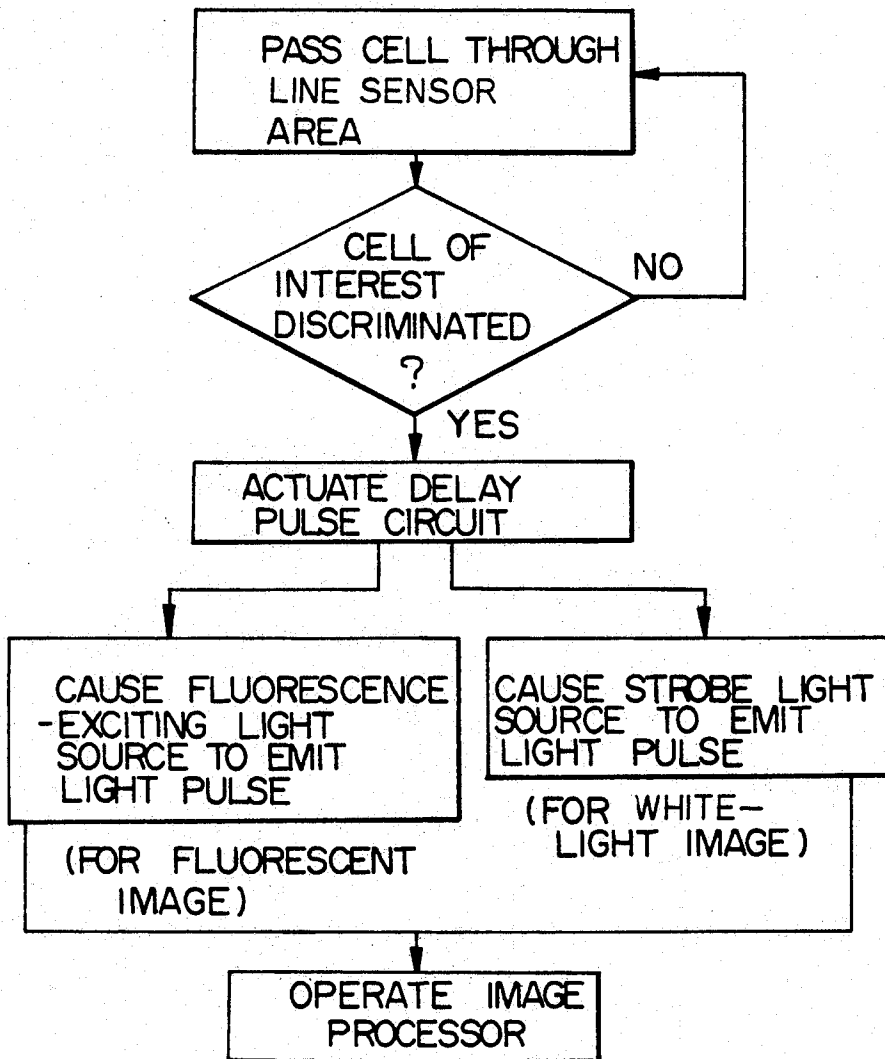 PASS CELL THROUGH
LINE SENSOR
AREA
CELL OF
INTEREST
DISCRIMINATED
?
NO
YES
ACTUATE DELAY
PULSE CIRCUIT
CAUSE FLUORESCENCE
-EXCITING LIGHT
SOURCE TO EMIT
LIGHT PULSE
(FOR FLUORESCENT
IMAGE)
CAUSE STROBE LIGHT
SOURCE TO EMIT
LIGHT PULSE
(FOR WHITE-
LIGHT IMAGE)
OPERATE IMAGE
PROCESSOR